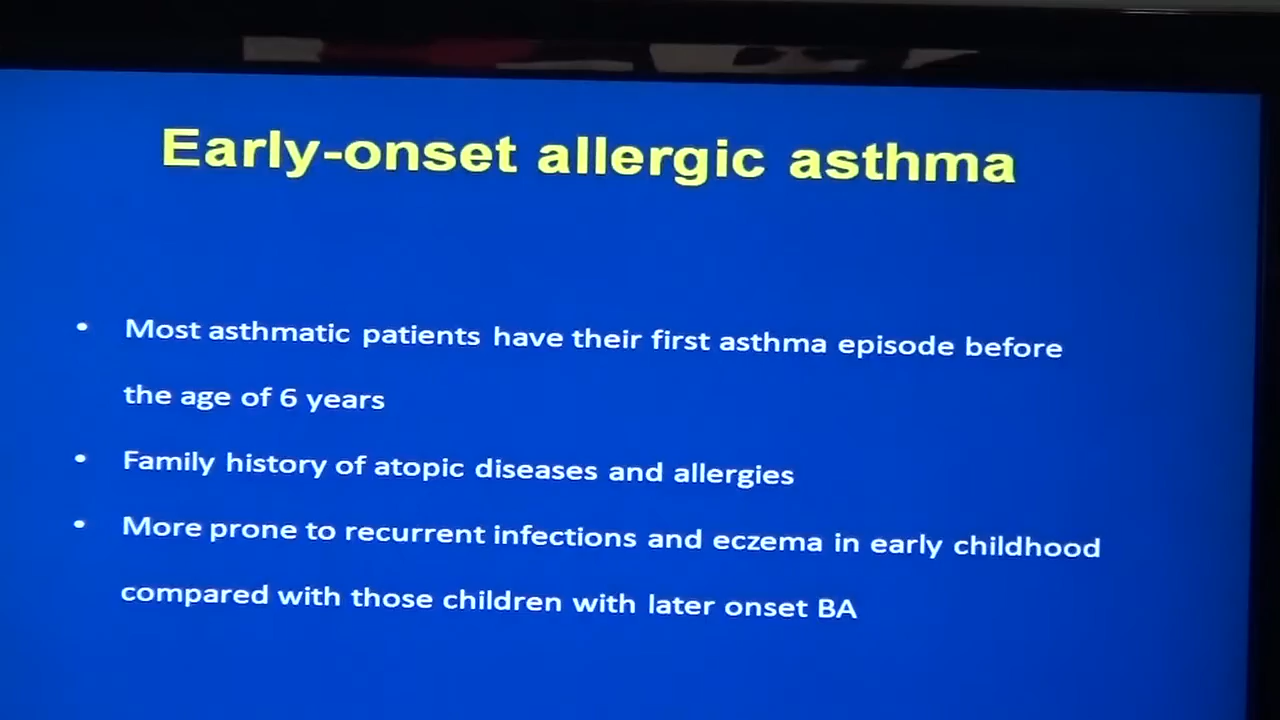 Early-onset allergic asthma
• Most asthmatic patients have their first asthma episode before
the age of 6 years
• Family history of atopic diseases and allergies
• More prone to recurrent infections and eczema in early childhood
compared with those children with later onset BA